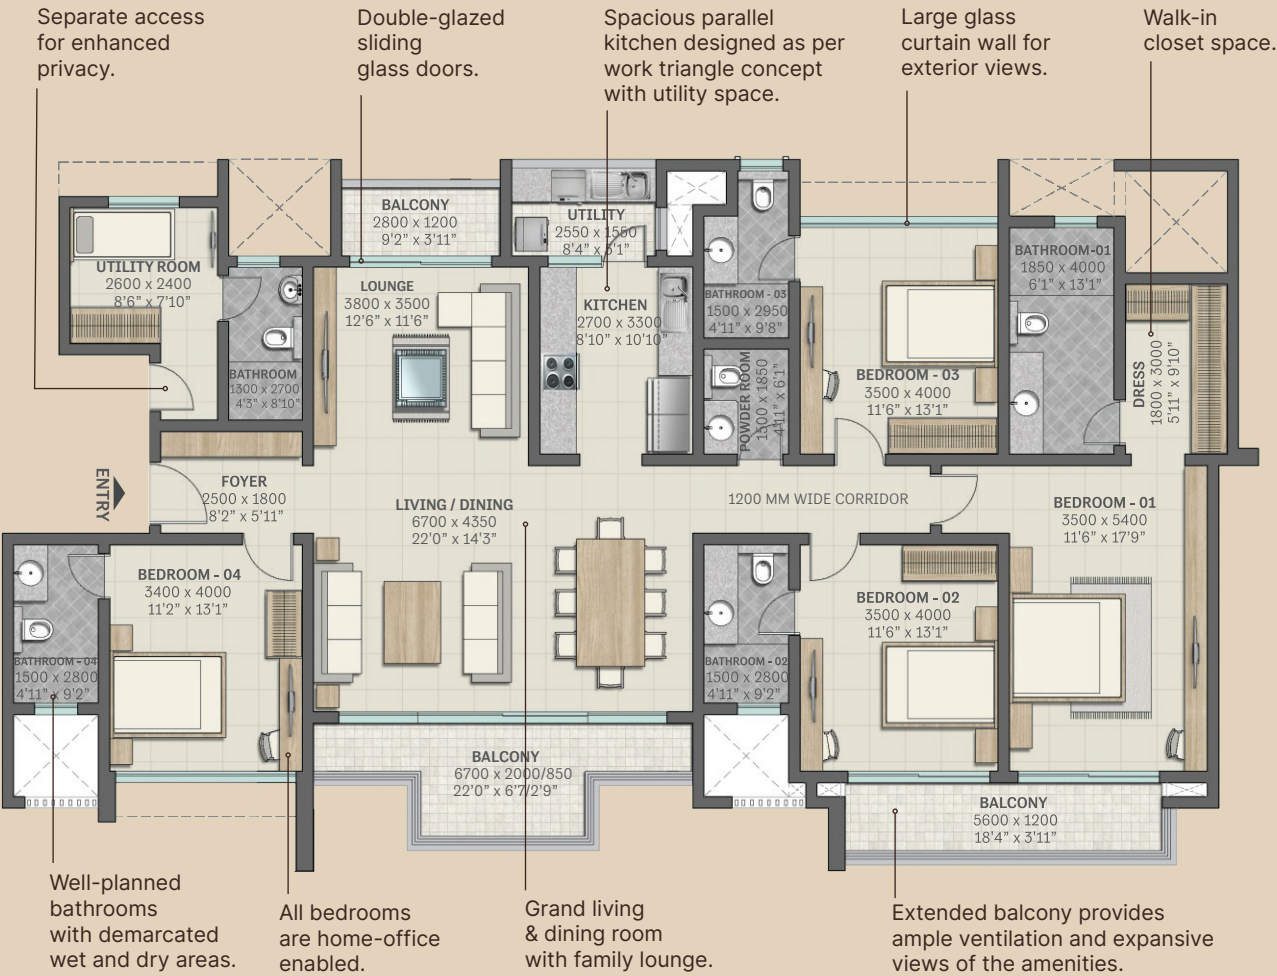 Separate access
for enhanced
privacy.
Double-glazed
sliding
glass doors.
Spacious parallel
kitchen designed as per
work triangle concept
with utility space.
Large glass
curtain wall for
exterior views.
Walk-in
closet space.
BALCONY
2800 x 1200
9'2" x 3'11"
UTILITY
2550 x 1550
8'4" x 5'1"
UTILITY ROOM
2600 x 2400
8'6" x 7'10"
LOUNGE
3800 x 3500
12'6" x 11'6"
KITCHEN
2700 x 3300
8'10" x 10'10"
BATHROOM - 03
1500 x 2950
4'11" x 9'8"
BATHROOM-01
1850 x 4000
6'1" x 13'1"
BATHROOM
1300 x 2700
4'3" x 8'10"
POWDER ROOM
1500 x 1850
4'11" x 6'1"
BEDROOM - 03
3500 x 4000
11'6" x 13'1"
DRESS
1800 x 3000
5'11" x 9'10"
ENTRY
FOYER
2500 x 1800
8'2" x 5'11"
LIVING / DINING
6700 x 4350
22'0" x 14'3"
1200 MM WIDE CORRIDOR
BEDROOM - 01
3500 x 5400
11'6" x 17'9"
BEDROOM - 04
3400 x 4000
11'2" x 13'1"
BEDROOM - 02
3500 x 4000
11'6" x 13'1"
BATHROOM - 04
1500 x 2800
4'11" x 9'2"
BATHROOM - 02
1500 x 2800
4'11" x 9'2"
BALCONY
6700 x 2000/850
22'0" x 6'7/2'9"
BALCONY
5600 x 1200
18'4" x 3'11"
Well-planned
bathrooms
with demarcated
wet and dry areas.
All bedrooms
are home-office
enabled.
Grand living
& dining room
with family lounge.
Extended balcony provides
ample ventilation and expansive
views of the amenities.